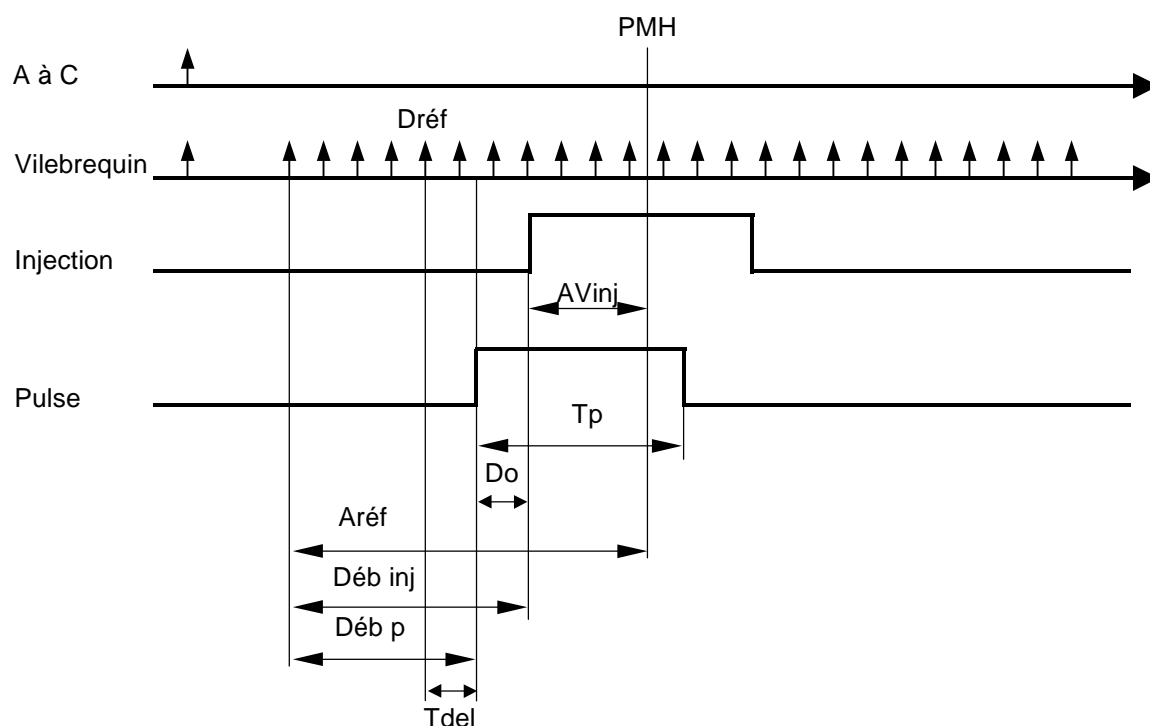 PMH
A à C
Dréf
Vilebrequin
Injection
AVinj
Pulse
Tp
Do
Aréf
Déb inj
Déb p
Tdel